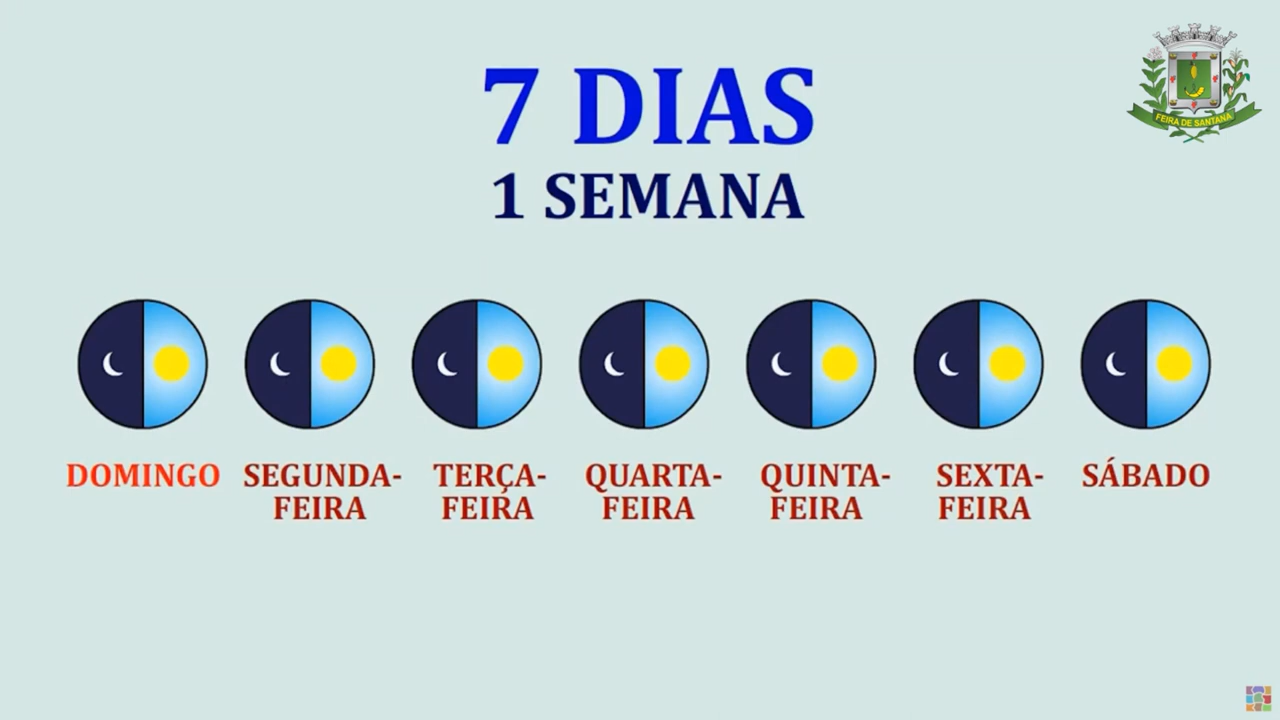 7 DIAS
1 SEMANA
FEIRA DE SANTANA
DOMINGO
SEGUNDA-
FEIRA
TERÇA-
FEIRA
QUARTA-
FEIRA
QUINTA-
FEIRA
SEXTA-
FEIRA
SÁBADO